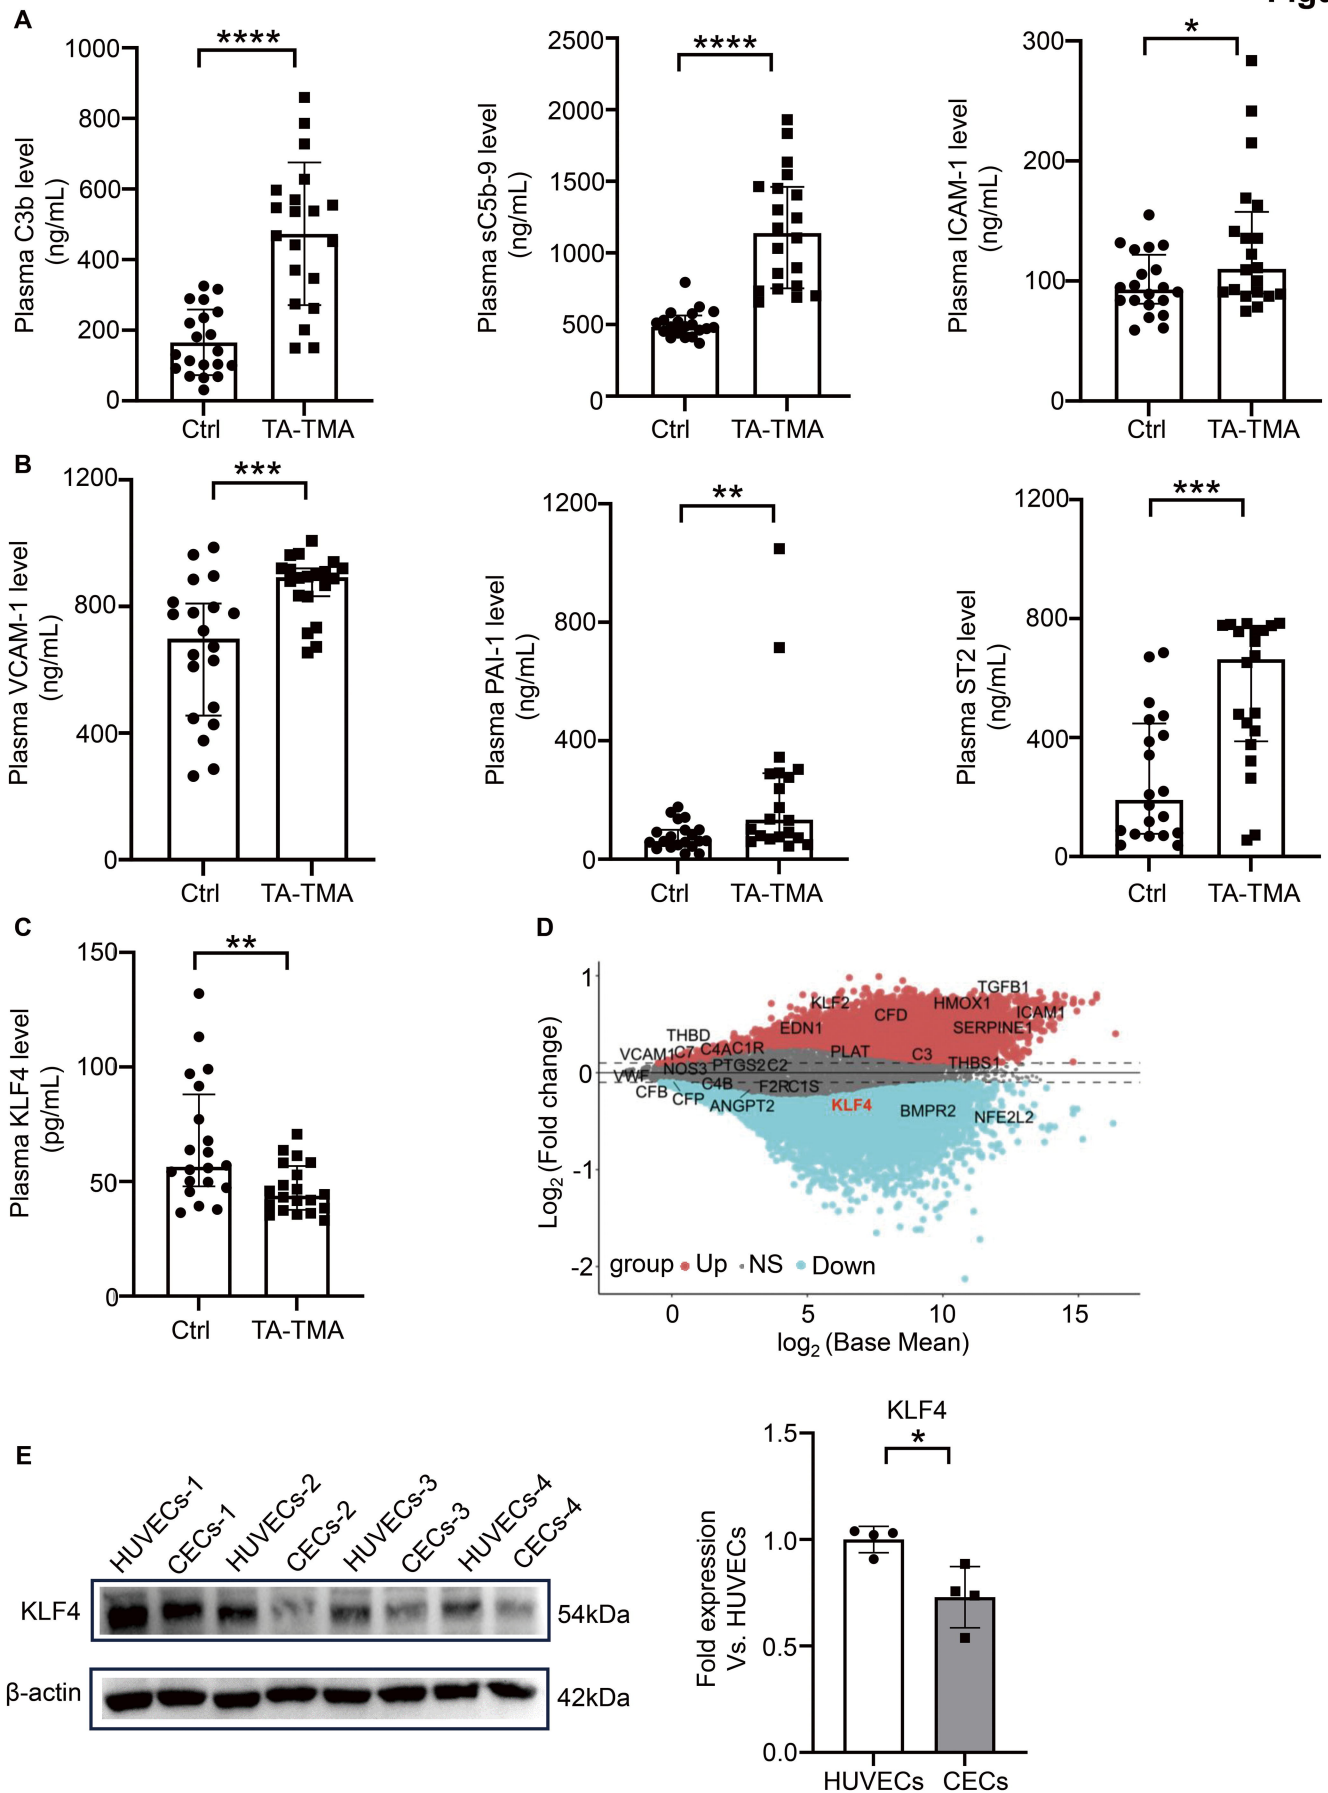 A
Plasma C3b level
(ng/mL)
1000
800
600
400
200
0
****
Ctrl
TA-TMA
Plasma sC5b-9 level
(ng/mL)
2500
2000
1500
1000
500
0
****
Ctrl
TA-TMA
Plasma ICAM-1 level
(ng/mL)
300
200
100
0
*
Ctrl
TA-TMA
B
Plasma VCAM-1 level
(ng/mL)
1200
800
400
0
***
Ctrl
TA-TMA
Plasma PAI-1 level
(ng/mL)
1200
800
400
0
**
Ctrl
TA-TMA
Plasma ST2 level
(ng/mL)
1200
800
400
0
***
Ctrl
TA-TMA
C
Plasma KLF4 level
(pg/mL)
150
100
50
0
**
Ctrl
TA-TMA
D
Log2 (Fold change)
1
0
-1
-2
TGFB1
KLF2
HMOX1
CFD
ICAM1
EDN1
SERPINE1
THBD
C4A
C1R
VCAM1
C7
PLAT
C3
THBS1
NOS3
PTGS2
C2
VWF
C4B
F2R
C1S
CFB
CFP
ANGPT2
KLF4
BMPR2
NFE2L2
group
Up
NS
Down
0
5
10
15
log2 (Base Mean)
E
HUVECs-1
CECs-1
HUVECs-2
CECs-2
HUVECs-3
CECs-3
HUVECs-4
CECs-4
KLF4
54kDa
β-actin
42kDa
KLF4
*
Fold expression
Vs. HUVECs
1.5
1.0
0.5
0.0
HUVECs
CECs